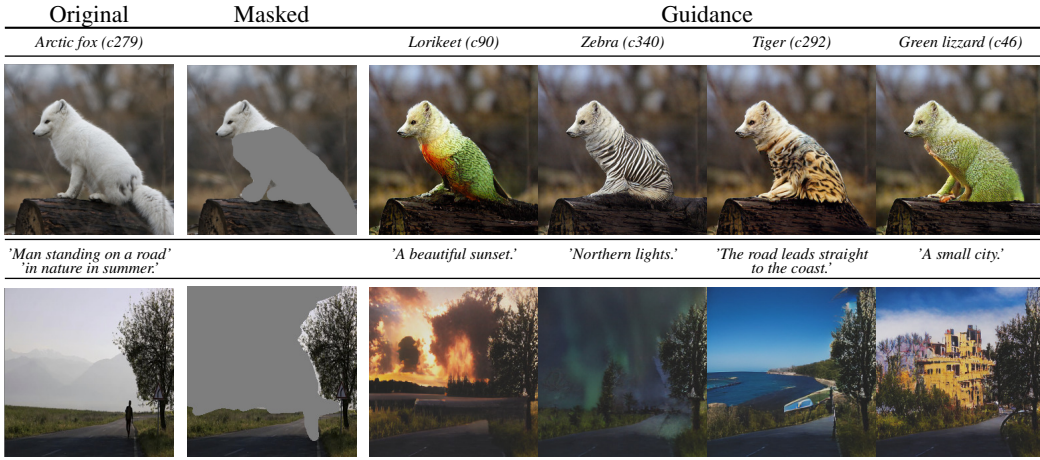 Original Masked Guidance
Arctic fox (c279) Lorikeet (c90) Zebra (c340) Tiger (c292) Green lizzard (c46)
'Man standing on a road' 'A beautiful sunset.' 'Northern lights.' 'The road leads straight 'A small city.'
'in nature in summer.' to the coast.'